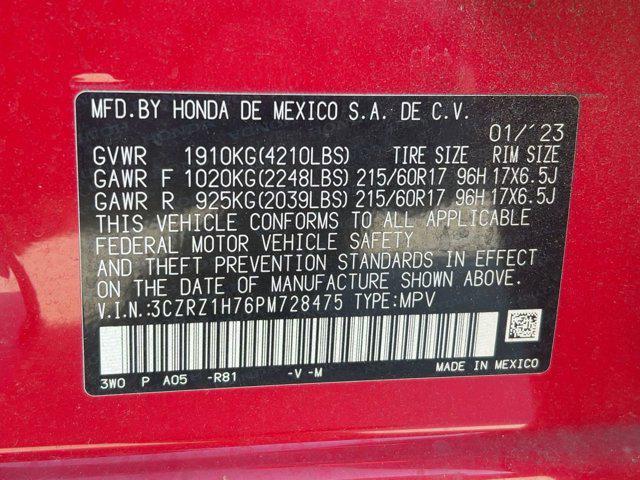 MFD.BY HONDA DE MEXICO S.A. DE C.V.
01/'23
GVWR 1910KG(4210LBS) TIRE SIZE RIM SIZE
GAWR F 1020KG(2248LBS) 215/60R17 96H 17X6.5J
GAWR R 925KG(2039LBS) 215/60R17 96H 17X6.5J
THIS VEHICLE CONFORMS TO ALL APPLICABLE
FEDERAL MOTOR VEHICLE SAFETY
AND THEFT PREVENTION STANDARDS IN EFFECT
ON THE DATE OF MANUFACTURE SHOWN ABOVE.
V.I.N.:3CZRZ1H76PM728475 TYPE:MPV
3W0 P A05 -R81 -V -M MADE IN MEXICO